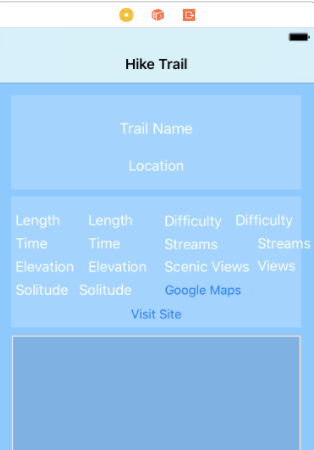 Hike Trail
Trail Name
Location
Length Length Difficulty Difficulty
Time Time Streams Streams
Elevation Elevation Scenic Views Views
Solitude Solitude Google Maps
Visit Site